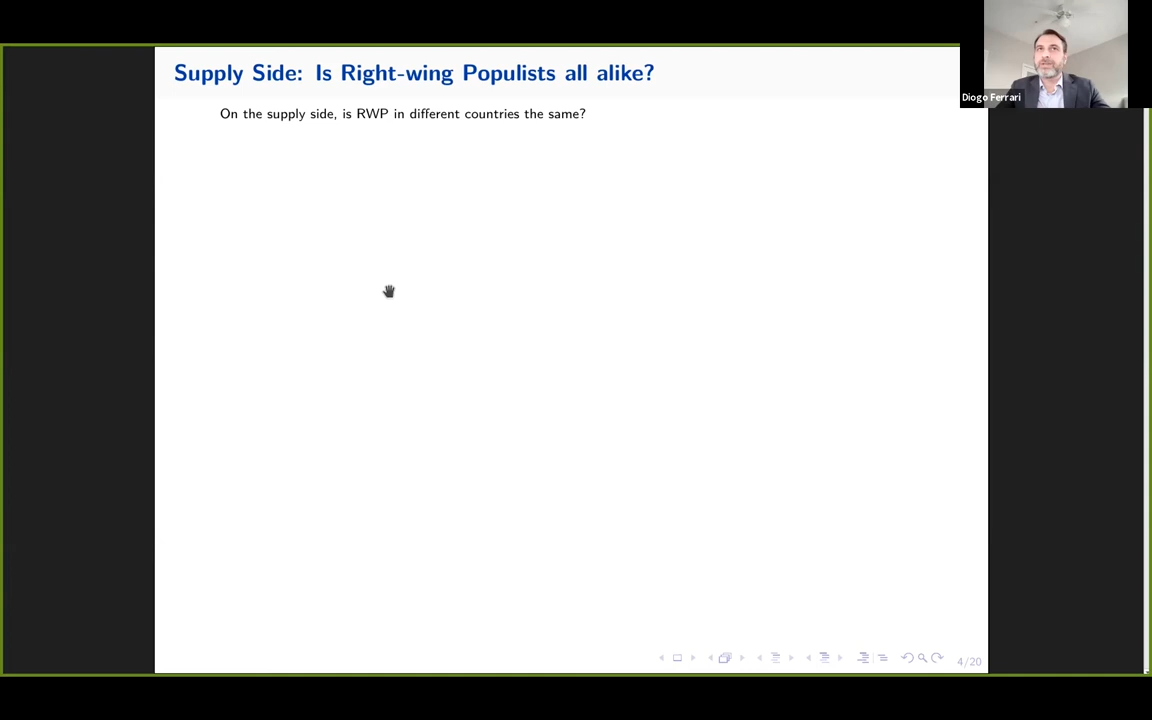 Supply Side: Is Right-wing Populists all alike?
On the supply side, is RWP in different countries the same?
Diogo Ferrari
4/20